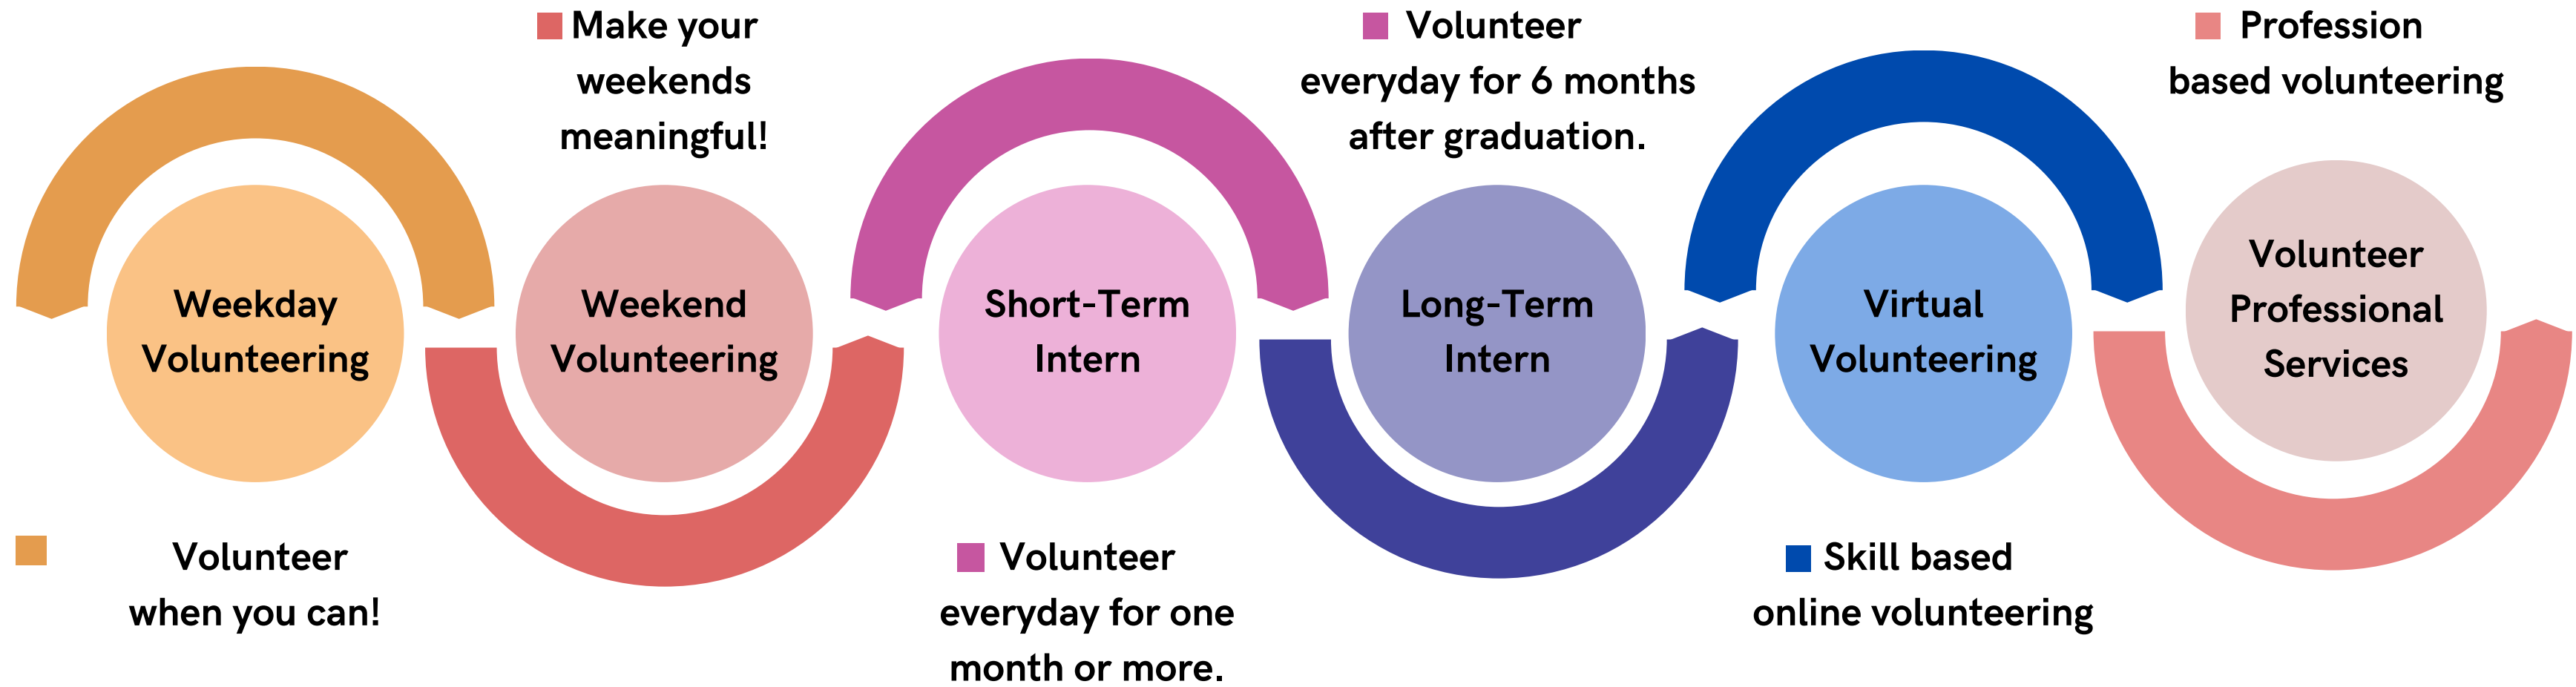 Weekday
Volunteering
Volunteer
when you can!
Make your
weekends
meaningful!
Weekend
Volunteering
Short-Term
Intern
Volunteer
everyday for one
month or more.
Volunteer
everyday for 6 months
after graduation.
Long-Term
Intern
Virtual
Volunteering
Skill based
online volunteering
Profession
based volunteering
Volunteer
Professional
Services